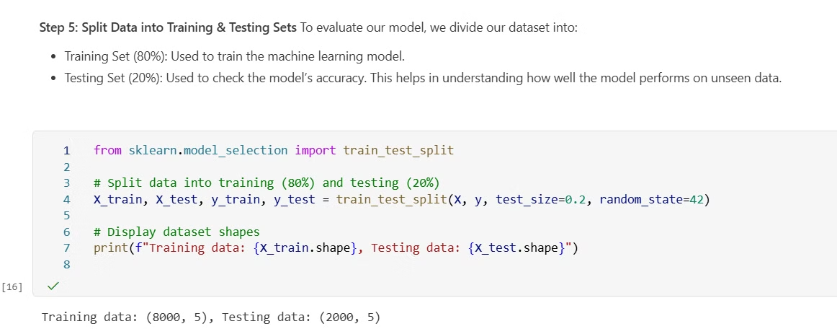 Step 5: Split Data into Training & Testing Sets To evaluate our model, we divide our dataset into:
• Training Set (80%): Used to train the machine learning model.
• Testing Set (20%): Used to check the model's accuracy. This helps in understanding how well the model performs on unseen data.
1 from sklearn.model_selection import train_test_split
2
3 # Split data into training (80%) and testing (20%)
4 X_train, X_test, y_train, y_test = train_test_split(X, y, test_size=0.2, random_state=42)
5
6 # Display dataset shapes
7 print(f"Training data: {X_train.shape}, Testing data: {X_test.shape}")
8
[16]
Training data: (8000, 5), Testing data: (2000, 5)